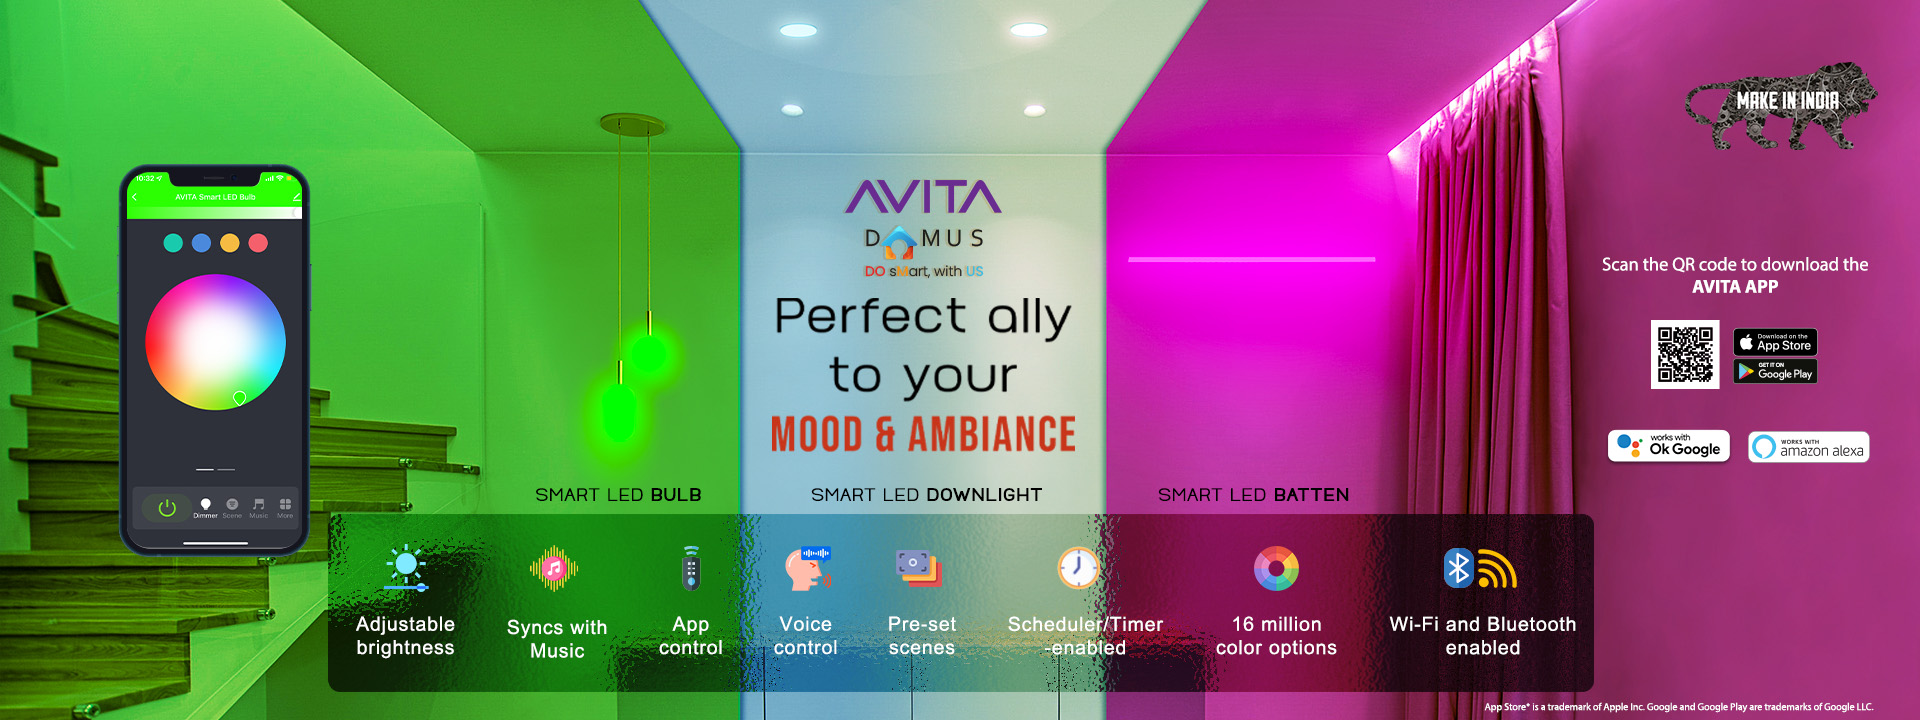 10:32
AVITA Smart LED Bulb
Dimmer Scene Music More
AVITA
DOMUS
DO sMart, with US
Perfect ally
to your
MOOD & AMBIANCE
SMART LED BULB
SMART LED DOWNLIGHT
SMART LED BATTEN
Adjustable
brightness
Syncs with
Music
App
control
Voice
control
Pre-set
scenes
Scheduler/Timer
-enabled
16 million
color options
Wi-Fi and Bluetooth
enabled
MAKE IN INDIA
Scan the QR code to download the
AVITA APP
Download on the
App Store
GET IT ON
Google Play
works with
Ok Google
WORKS WITH
amazon alexa
App Store* is a trademark of Apple Inc. Google and Google Play are trademarks of Google LLC.